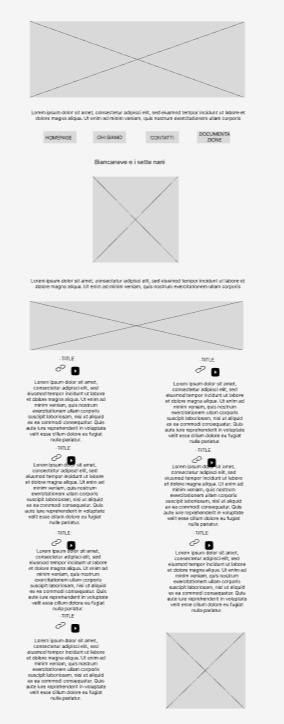 Lorem ipsum dolor sit amet, consectetur adipisci elit, sed eiusmod tempor incidunt ut labore et
dolore magna aliqua. Ut enim ad minim veniam, quis nostrum exercitationem ullam corporis
HOMEPAGE
CHI SIAMO
CONTATTI
DOCUMENTA
ZIONE
Biancaneve e i sette nani
Lorem ipsum dolor sit amet, consectetur adipisci elit, sed eiusmod tempor incidunt ut labore et
dolore magna aliqua. Ut enim ad minim veniam, quis nostrum exercitationem ullam corporis
TITLE
Lorem ipsum dolor sit amet,
consectetur adipisci elit, sed
eiusmod tempor incidunt ut labore
et dolore magna aliqua. Ut enim ad
minim veniam, quis nostrum
exercitationem ullam corporis
suscipit laboriosam, nisi ut aliquid
ex ea commodi consequatur. Quis
aute iure reprehenderit in voluptate
velit esse cillum dolore eu fugiat
nulla pariatur.
TITLE
Lorem ipsum dolor sit amet,
consectetur adipisci elit, sed
eiusmod tempor incidunt ut labore
et dolore magna aliqua. Ut enim ad
minim veniam, quis nostrum
exercitationem ullam corporis
suscipit laboriosam, nisi ut aliquid
ex ea commodi consequatur. Quis
aute iure reprehenderit in voluptate
velit esse cillum dolore eu fugiat
nulla pariatur.
TITLE
Lorem ipsum dolor sit amet,
consectetur adipisci elit, sed
eiusmod tempor incidunt ut labore
et dolore magna aliqua. Ut enim ad
minim veniam, quis nostrum
exercitationem ullam corporis
suscipit laboriosam, nisi ut aliquid
ex ea commodi consequatur. Quis
aute iure reprehenderit in voluptate
velit esse cillum dolore eu fugiat
nulla pariatur.
TITLE
Lorem ipsum dolor sit amet,
consectetur adipisci elit, sed
eiusmod tempor incidunt ut labore
et dolore magna aliqua. Ut enim ad
minim veniam, quis nostrum
exercitationem ullam corporis
suscipit laboriosam, nisi ut aliquid
ex ea commodi consequatur. Quis
aute iure reprehenderit in voluptate
velit esse cillum dolore eu fugiat
nulla pariatur.
TITLE
Lorem ipsum dolor sit amet,
consectetur adipisci elit, sed
eiusmod tempor incidunt ut labore
et dolore magna aliqua. Ut enim ad
minim veniam, quis nostrum
exercitationem ullam corporis
suscipit laboriosam, nisi ut aliquid
ex ea commodi consequatur. Quis
aute iure reprehenderit in voluptate
velit esse cillum dolore eu fugiat
nulla pariatur.
TITLE
Lorem ipsum dolor sit amet,
consectetur adipisci elit, sed
eiusmod tempor incidunt ut labore
et dolore magna aliqua. Ut enim ad
minim veniam, quis nostrum
exercitationem ullam corporis
suscipit laboriosam, nisi ut aliquid
ex ea commodi consequatur. Quis
aute iure reprehenderit in voluptate
velit esse cillum dolore eu fugiat
nulla pariatur.
TITLE
Lorem ipsum dolor sit amet,
consectetur adipisci elit, sed
eiusmod tempor incidunt ut labore
et dolore magna aliqua. Ut enim ad
minim veniam, quis nostrum
exercitationem ullam corporis
suscipit laboriosam, nisi ut aliquid
ex ea commodi consequatur. Quis
aute iure reprehenderit in voluptate
velit esse cillum dolore eu fugiat
nulla pariatur.